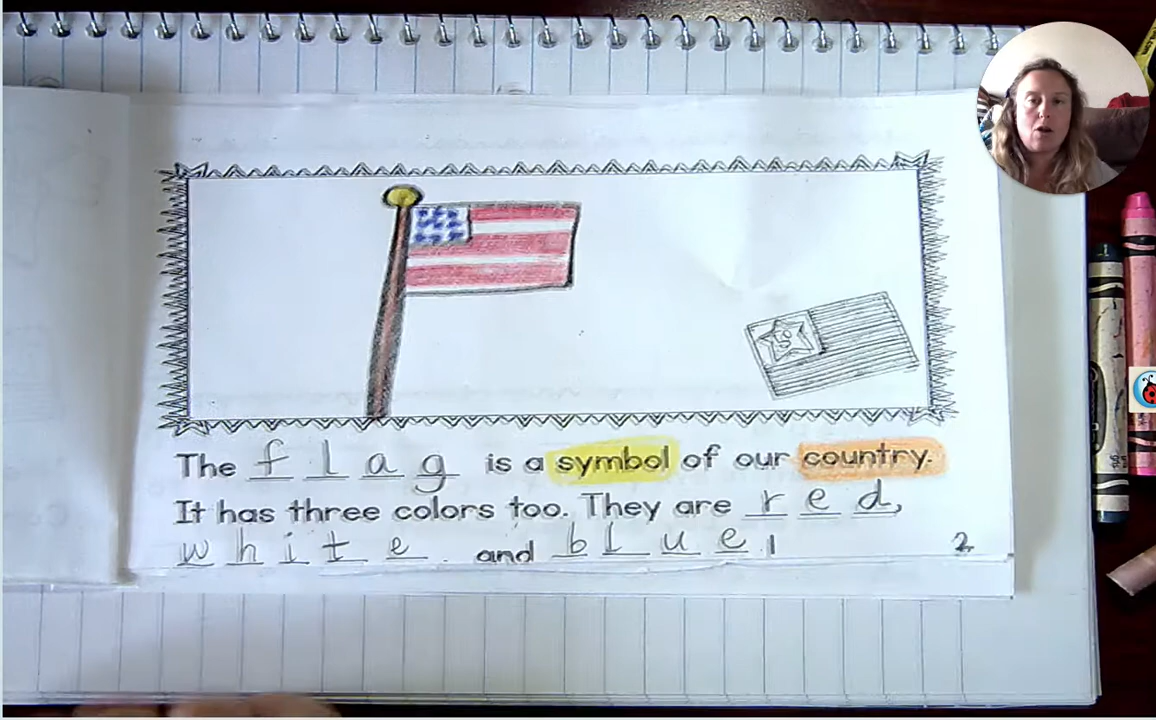 The flag is a symbol of our country.
It has three colors too. They are red,
white and blue.
2